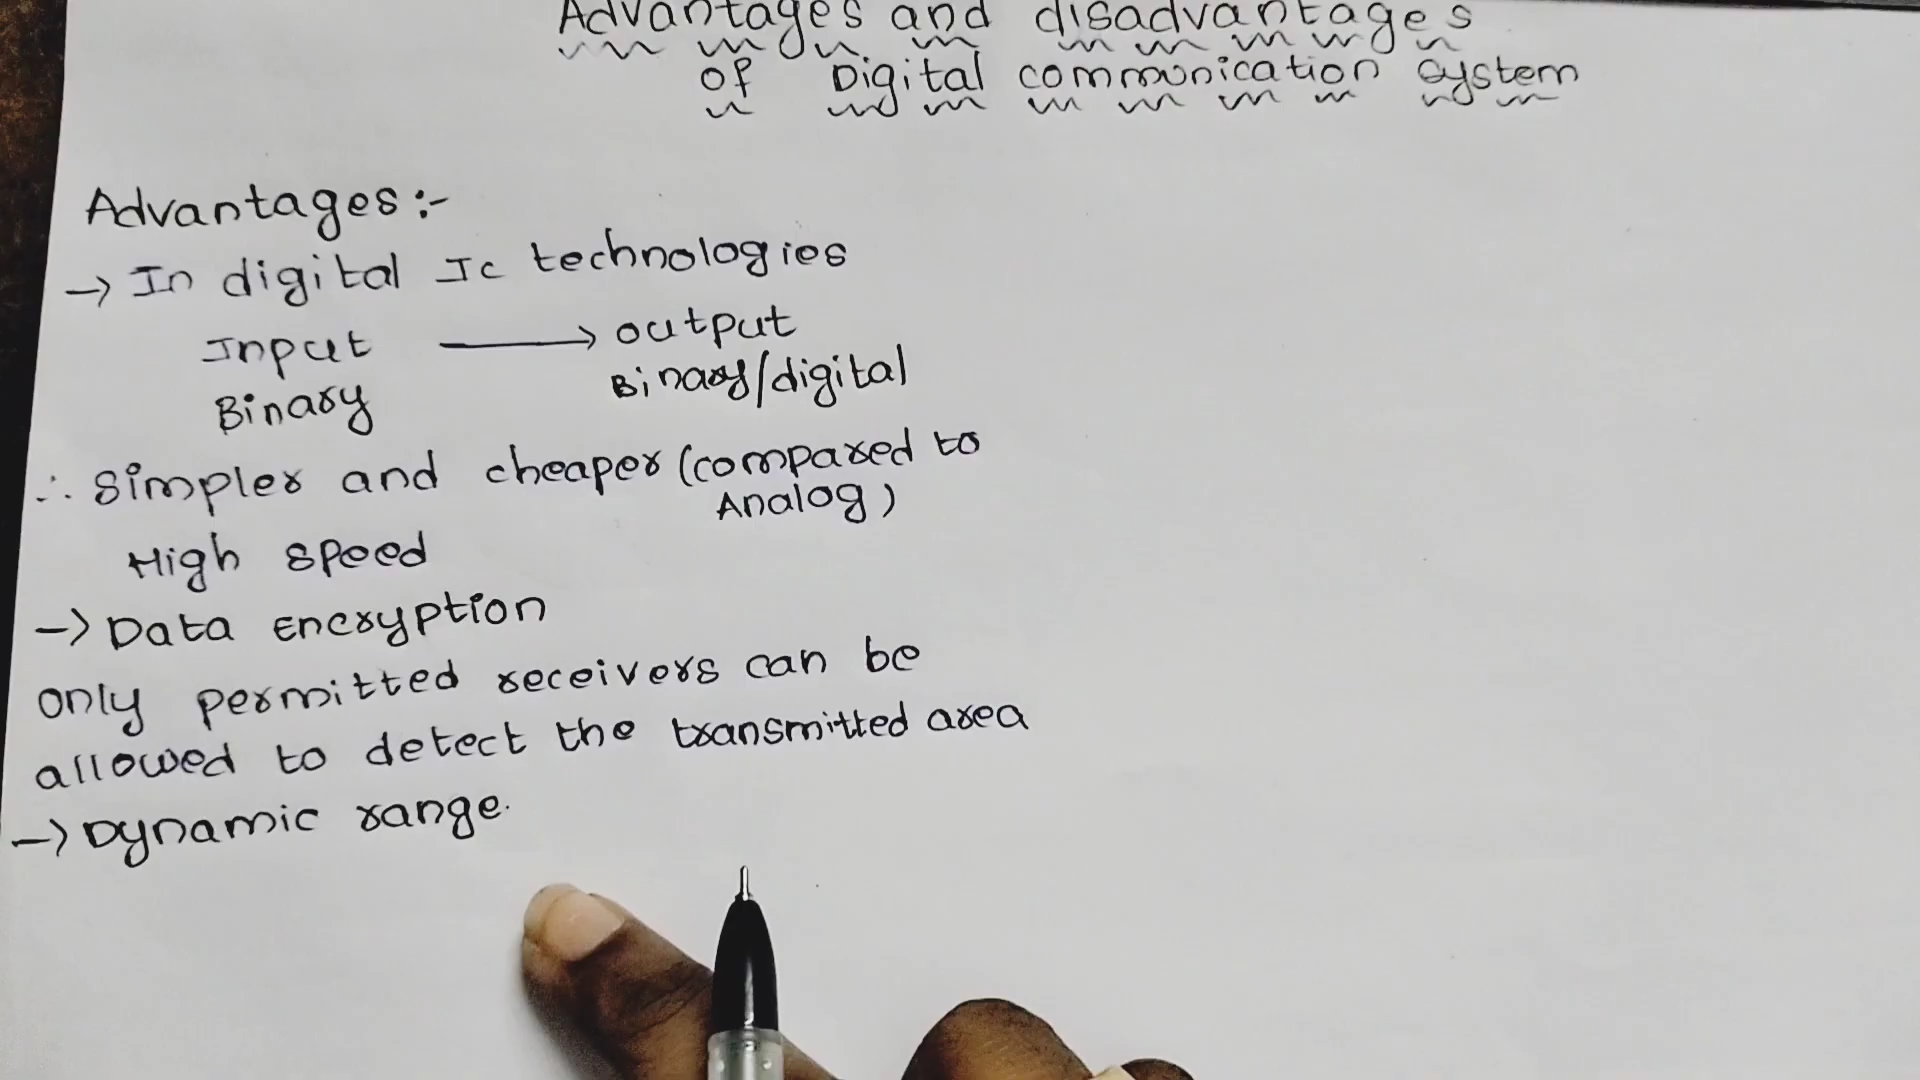 Advantages and disadvantages
of Digital communication system
Advantages:-
→ In digital Ic technologies
Input → output
Binary Binary/digital
∴ Simpler and cheaper (compared to
Analog)
High speed
→ Data Encryption
only permitted receivers can be
allowed to detect the transmitted area
→ Dynamic range.